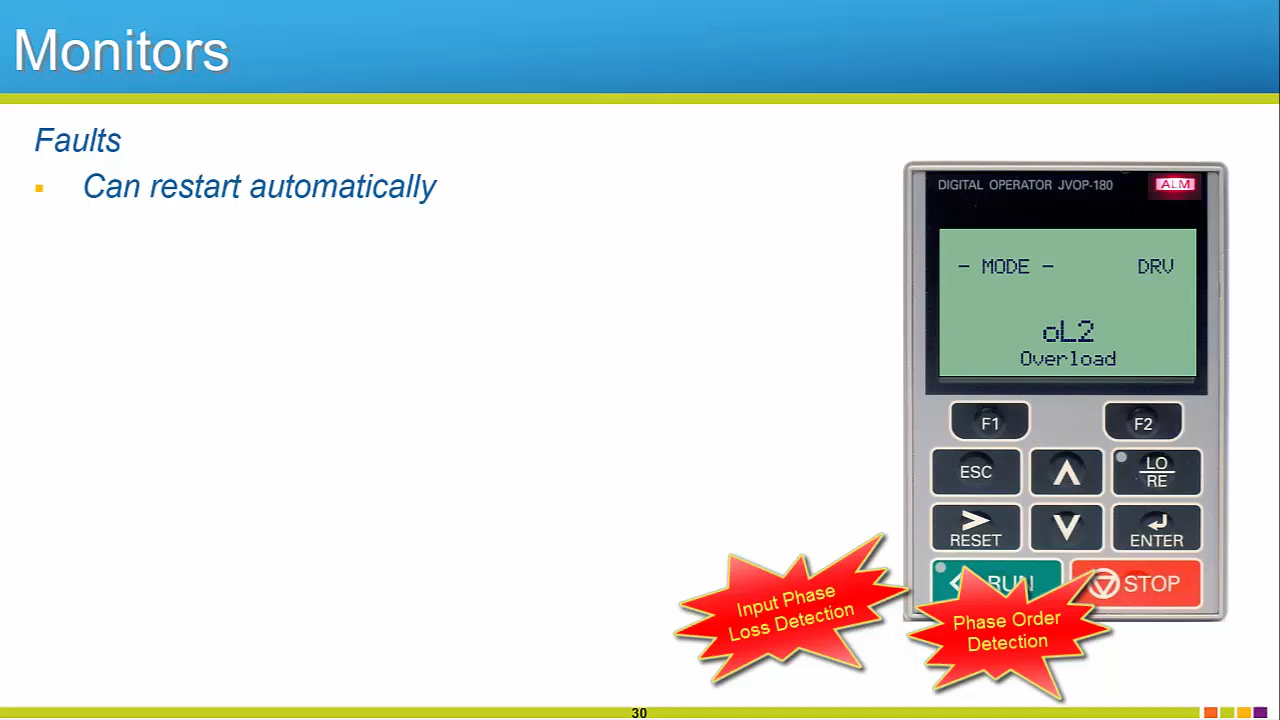 Monitors
Faults
Can restart automatically
DIGITAL OPERATOR JVOP-180
ALM
- MODE - DRV
oL2
Overload
F1
F2
ESC
LO
RE
RESET
ENTER
RUN
STOP
Input Phase
Loss Detection
Phase Order
Detection
30